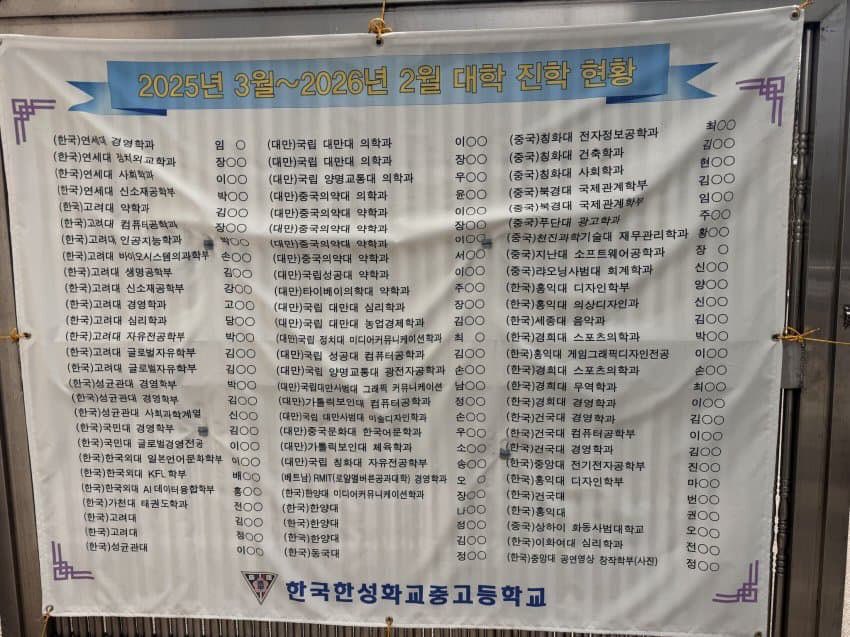 2025년 3월~2026년 2월 대학 진학 현황
(한국)연세대 경영학과 임 ○
(한국)연세대 정치외교학과 장○○
(한국)연세대 사회학과 이○○
(한국)연세대 신소재공학부 박○○
(한국)고려대 약학과 김○○
(한국)고려대 컴퓨터공학과 장○○
(한국)고려대 인공지능학과 박○○
(한국)고려대 바이오시스템의과학부 손○○
(한국)고려대 생명공학부 김○○
(한국)고려대 신소재공학부 강○○
(한국)고려대 경영학과 고○○
(한국)고려대 심리학과 당○○
(한국)고려대 자유전공학부 박○○
(한국)고려대 글로벌자유학부 김○○
(한국)고려대 글로벌자유학부 김○○
(한국)성균관대 경영학부 박○○
(한국)성균관대 경영학과 김○○
(한국)성균관대 사회과학계열 신○○
(한국)국민대 경영학부 김○○
(한국)국민대 글로벌경영전공 이○○
(한국)한국외대 일본언어문화학부 이○○
(한국)한국외대 KFL 학부 배○○
(한국)한국외대 AI 데이터융합학부 홍○○
(한국)가천대 태권도학과 전○○
(한국)고려대 김○○
(한국)고려대 정○○
(한국)성균관대 이○○
(대만)국립 대만대 의학과 이○○
(대만)국립 대만대 의학과 장○○
(대만)국립 양명교통대 의학과 우○○
(대만)중국의약대 의학과 윤○○
(대만)중국의약대 약학과 이○○
(대만)중국의약대 약학과 장○○
(대만)중국의약대 약학과 이○○
(대만)중국의약대 약학과 서○○
(대만)국립성공대 약학과 이○○
(대만)타이베이의학대 약학과 주○○
(대만)국립 대만대 심리학과 장○○
(대만)국립 대만대 농업경제학과 김○○
(대만)국립 정치대 미디어커뮤니케이션학과 최 ○
(대만)국립 성공대 컴퓨터공학과 김○○
(대만)국립 양명교통대 광전자공학과 김○○
(대만)국립대만사범대 그래픽 커뮤니케이션 남○○
(대만)가톨릭보인대 컴퓨터공학과 정○○
(대만)국립 대만사범대 미술디자인학과 손○○
(대만)중국문화대 한국어문학과 우○○
(대만)가톨릭보인대 체육학과 소○○
(대만)국립 칭화대 자유전공학부 송○○
(베트남) RMIT(로얄멜버른공과대학) 경영학과 오 ○
(한국)한양대 미디어커뮤니케이션학과 장○○
(한국)한양대 나○○
(한국)한양대 정○○
(한국)한양대 김○○
(한국)동국대 정○○
(중국)칭화대 전자정보공학과 최○○
(중국)칭화대 건축학과 김○○
(중국)칭화대 사회학과 현○○
(중국)북경대 국제관계학부 김○○
(중국)북경대 국제관계학부 임○○
(중국)푸단대 광고학과 주○○
(중국)천진과학기술대 재무관리학과 황○○
(중국)지난대 소프트웨어공학과 장 ○
(중국)랴오닝사범대 회계학과 신○○
(한국)홍익대 디자인학부 양○○
(한국)홍익대 의상디자인과 신○○
(한국)세종대 음악과 김○○
(한국)경희대 스포츠의학과 박○○
(한국)홍익대 게임그래픽디자인전공 이○○
(한국)경희대 스포츠의학과 손○○
(한국)경희대 무역학과 최○○
(한국)경희대 경영학과 이○○
(한국)건국대 경영학과 김○○
(한국)건국대 컴퓨터공학부 이○○
(한국)건국대 경영학과 김○○
(한국)중앙대 전기전자공학부 진○○
(한국)홍익대 디자인학부 마○○
(한국)건국대 번○○
(한국)홍익대 권○○
(중국)상하이 화동사범대학교 오○○
(한국)이화여대 심리학과 전○○
(한국)중앙대 공연영상 창작학부(사진) 정○○
한국한성화교중고등학교